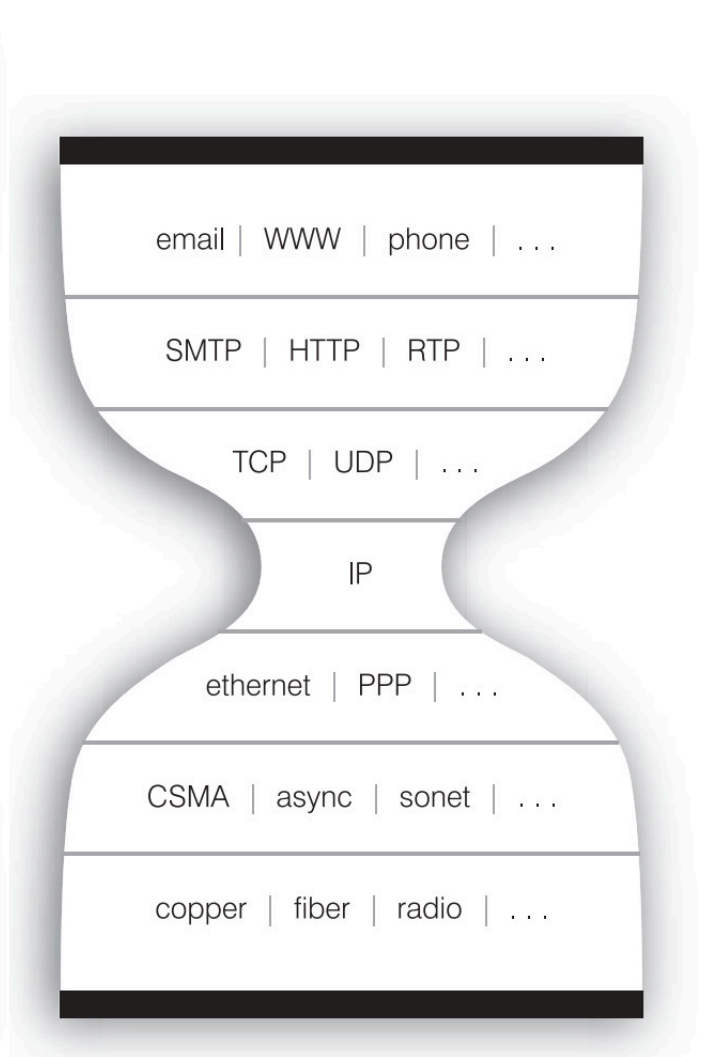 email | WWW | phone | . . .
SMTP | HTTP | RTP | . . .
TCP | UDP | . . .
IP
ethernet | PPP | . . .
CSMA | async | sonet | . . .
copper | fiber | radio | . . .